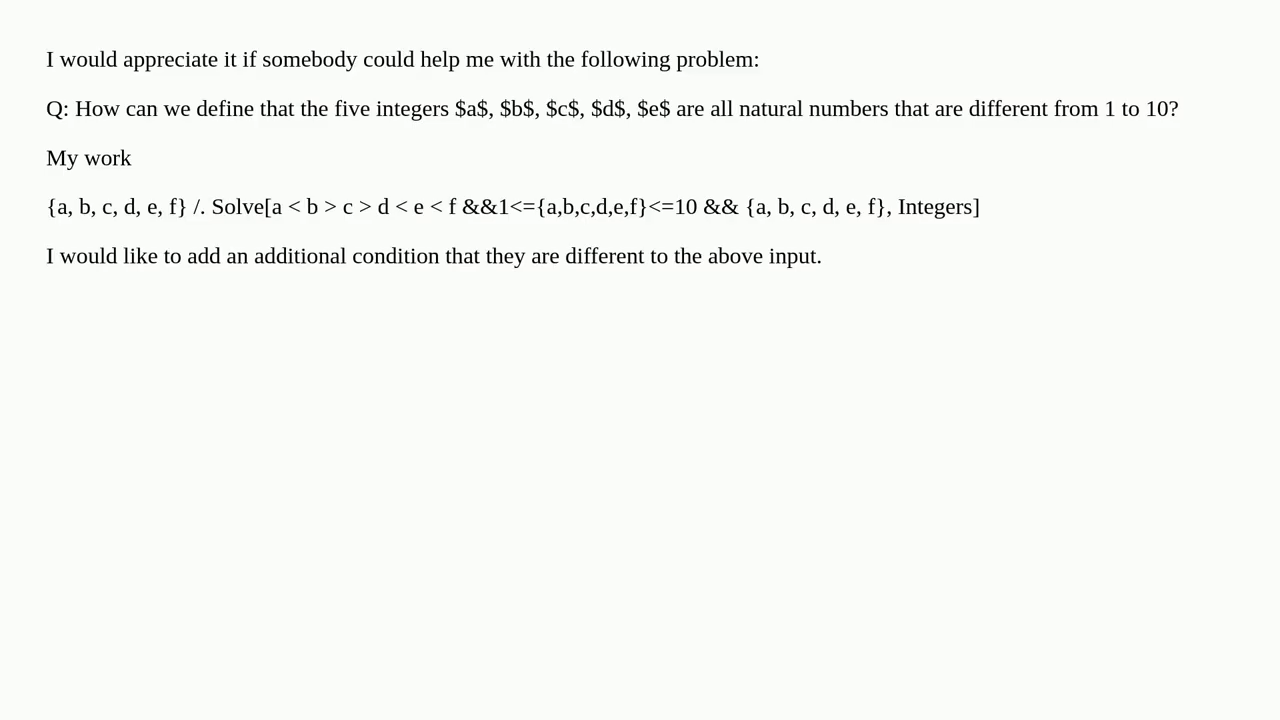 I would appreciate it if somebody could help me with the following problem:
Q: How can we define that the five integers $a$, $b$, $c$, $d$, $e$ are all natural numbers that are different from 1 to 10?
My work
{a, b, c, d, e, f} /. Solve[a < b > c > d < e < f &&1<={a,b,c,d,e,f}<=10 && {a, b, c, d, e, f}, Integers]
I would like to add an additional condition that they are different to the above input.